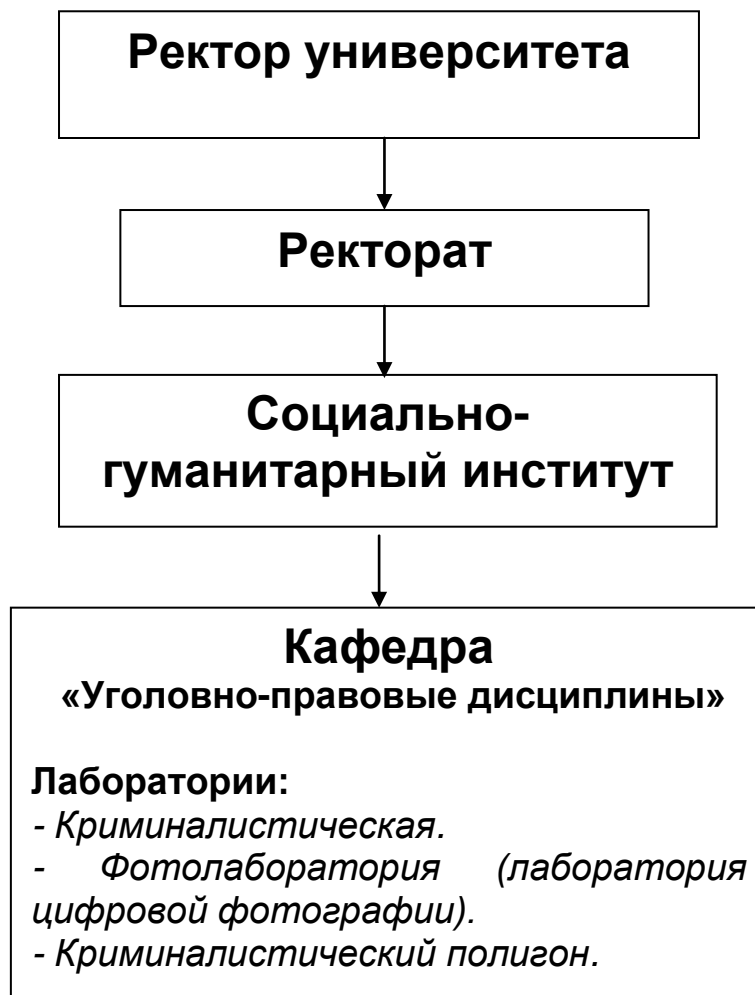 Ректор университета
Ректорат
Социально-
гуманитарный институт
Кафедра
«Уголовно-правовые дисциплины»
Лаборатории:
- Криминалистическая.
- Фотолаборатория (лаборатория
цифровой фотографии).
- Криминалистический полигон.